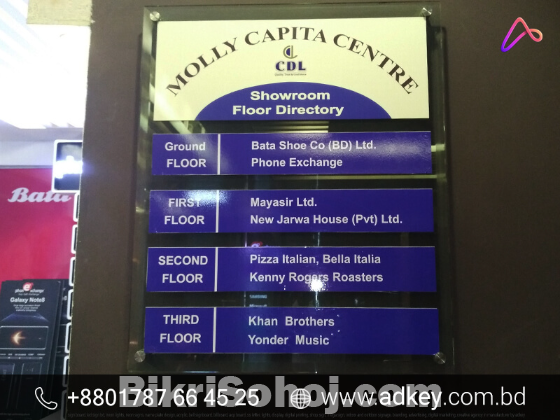 MOLLY CAPITA CENTRE
CDL
Showroom
Floor Directory
Ground FLOOR
Bata Shoe Co (BD) Ltd.
Phone Exchange
FIRST FLOOR
Mayasir Ltd.
New Jarwa House (Pvt) Ltd.
SECOND FLOOR
Pizza Italian, Bella Italia
Kenny Rogers Roasters
THIRD FLOOR
Khan Brothers
Yonder Music
Bata
Galaxy Note8
BikriSohoj.com
+8801787 66 45 25
www.adkey.com.bd